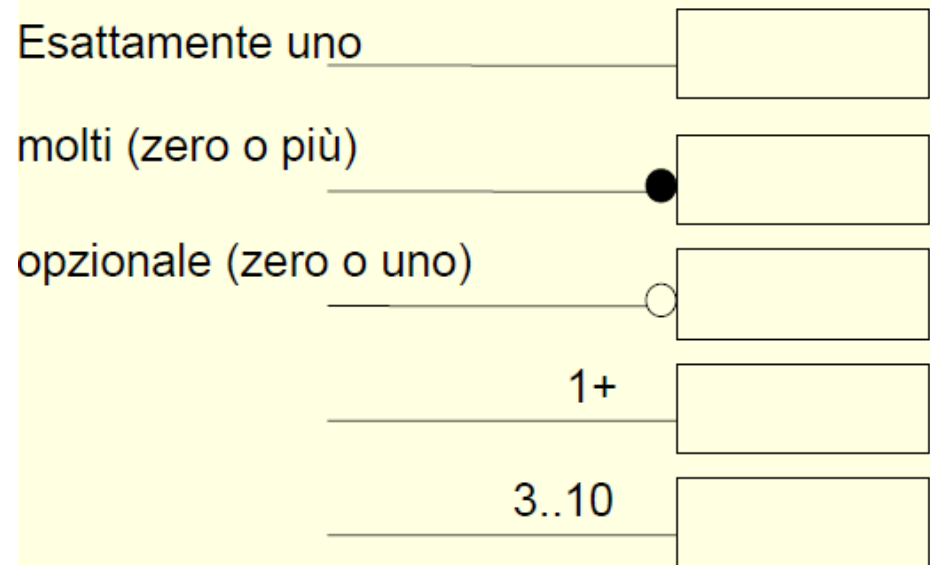 Esattamente uno
molti (zero o più)
opzionale (zero o uno)
1+
3..10